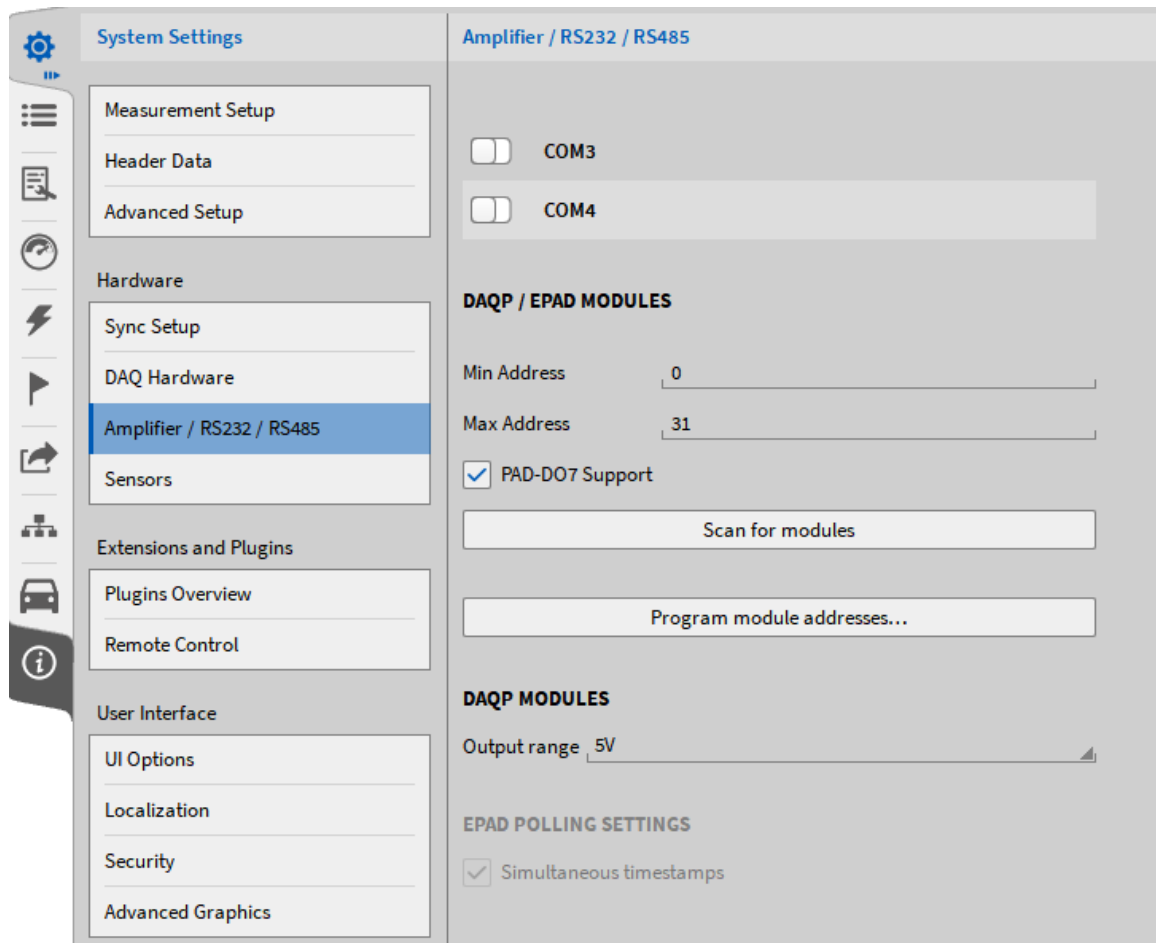 System Settings
Amplifier / RS232 / RS485
Measurement Setup
Header Data
Advanced Setup
Hardware
Sync Setup
DAQ Hardware
Amplifier / RS232 / RS485
Sensors
Extensions and Plugins
Plugins Overview
Remote Control
User Interface
UI Options
Localization
Security
Advanced Graphics
COM3
COM4
DAQP / EPAD MODULES
Min Address 0
Max Address 31
PAD-DO7 Support
Scan for modules
Program module addresses...
DAQP MODULES
Output range 5V
EPAD POLLING SETTINGS
Simultaneous timestamps